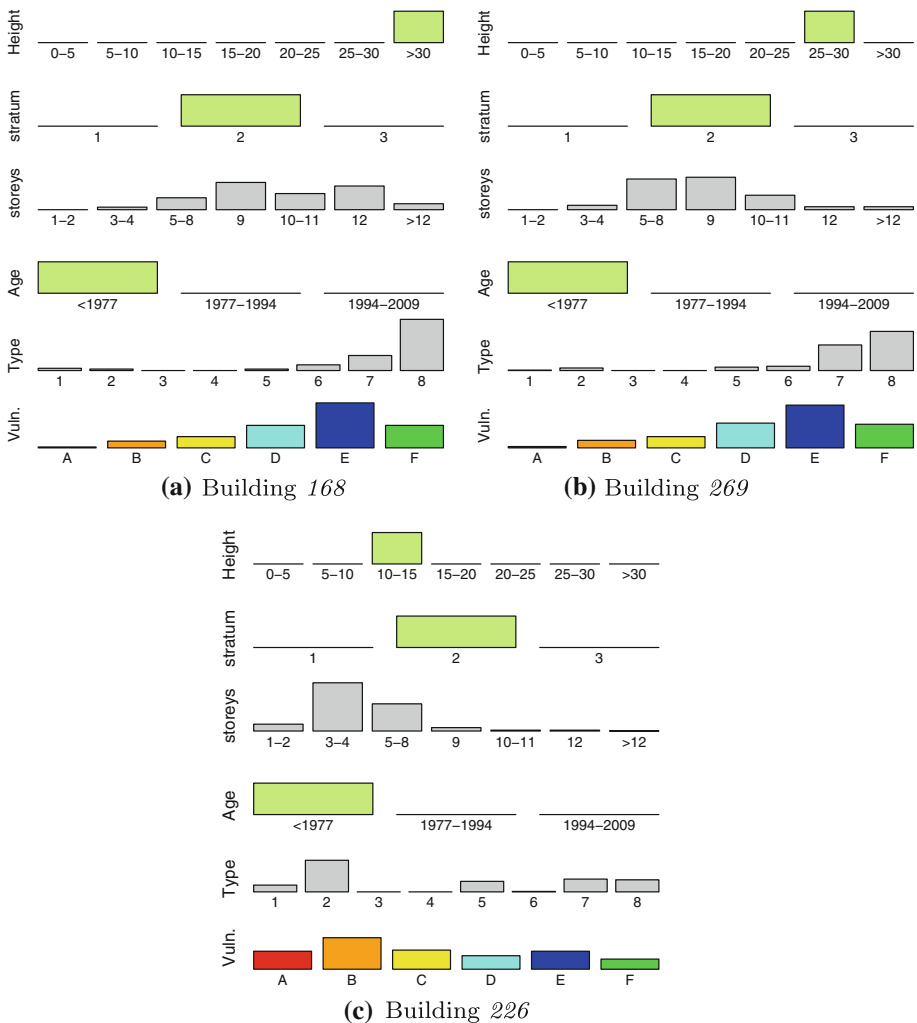 Height
0–5 5–10 10–15 15–20 20–25 25–30 >30
stratum
1 2 3
storeys
1–2 3–4 5–8 9 10–11 12 >12
Age
<1977 1977–1994 1994–2009
Type
1 2 3 4 5 6 7 8
Vuln.
A B C D E F
(a) Building 168
Height
0–5 5–10 10–15 15–20 20–25 25–30 >30
stratum
1 2 3
storeys
1–2 3–4 5–8 9 10–11 12 >12
Age
<1977 1977–1994 1994–2009
Type
1 2 3 4 5 6 7 8
Vuln.
A B C D E F
(b) Building 269
Height
0–5 5–10 10–15 15–20 20–25 25–30 >30
stratum
1 2 3
storeys
1–2 3–4 5–8 9 10–11 12 >12
Age
<1977 1977–1994 1994–2009
Type
1 2 3 4 5 6 7 8
Vuln.
A B C D E F
(c) Building 226